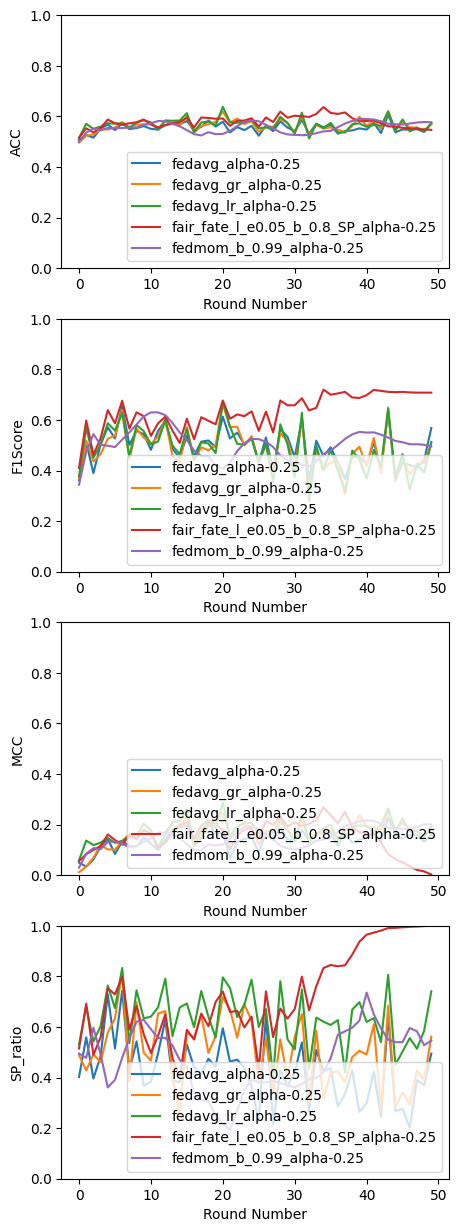 1.0
0.8
0.6
0.4
0.2
0.0
ACC
fedavg_alpha-0.25
fedavg_gr_alpha-0.25
fedavg_lr_alpha-0.25
fair_fate_l_e0.05_b_0.8_SP_alpha-0.25
fedmom_b_0.99_alpha-0.25
0 10 20 30 40 50
Round Number
1.0
0.8
0.6
0.4
0.2
0.0
F1Score
fedavg_alpha-0.25
fedavg_gr_alpha-0.25
fedavg_lr_alpha-0.25
fair_fate_l_e0.05_b_0.8_SP_alpha-0.25
fedmom_b_0.99_alpha-0.25
0 10 20 30 40 50
Round Number
1.0
0.8
0.6
0.4
0.2
0.0
MCC
fedavg_alpha-0.25
fedavg_gr_alpha-0.25
fedavg_lr_alpha-0.25
fair_fate_l_e0.05_b_0.8_SP_alpha-0.25
fedmom_b_0.99_alpha-0.25
0 10 20 30 40 50
Round Number
1.0
0.8
0.6
0.4
0.2
0.0
SP_ratio
fedavg_alpha-0.25
fedavg_gr_alpha-0.25
fedavg_lr_alpha-0.25
fair_fate_l_e0.05_b_0.8_SP_alpha-0.25
fedmom_b_0.99_alpha-0.25
0 10 20 30 40 50
Round Number